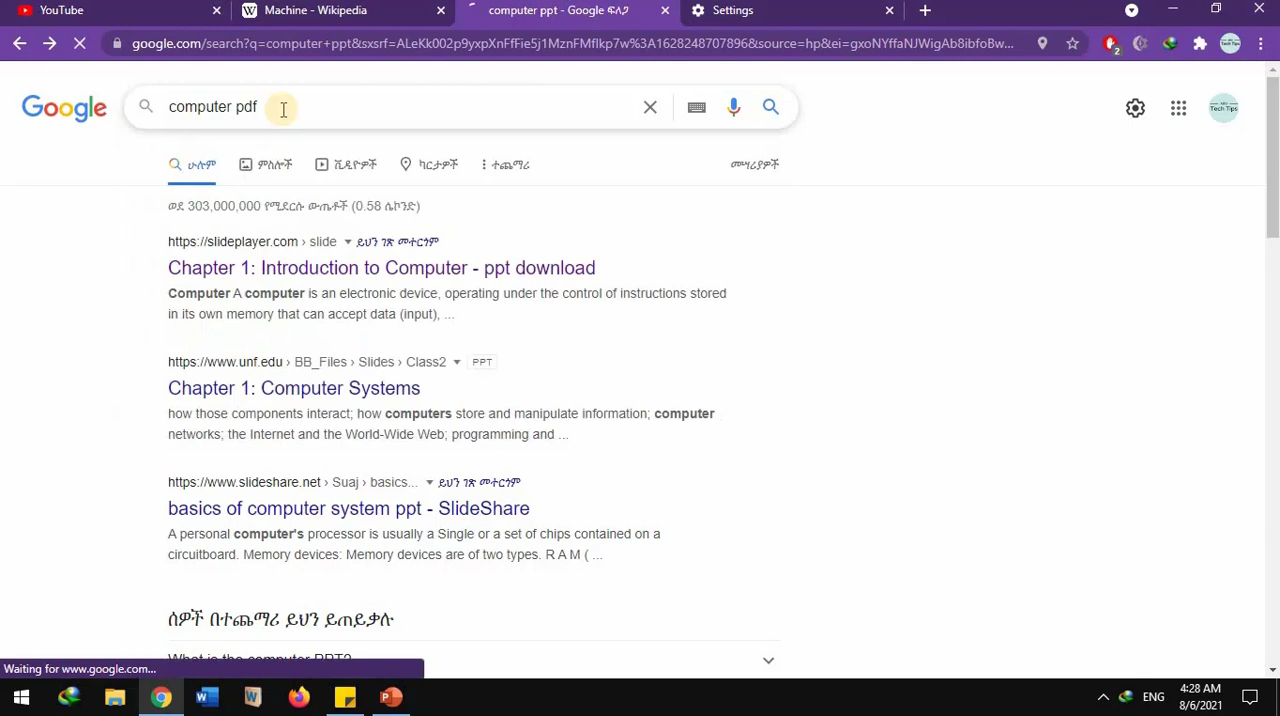 YouTube
Machine - Wikipedia
computer ppt - Google ፍለጋ
Settings
google.com/search?q=computer+ppt&sxsrf=ALeKk002p9yxpXnFfFie5j1MznFMflkp7w%3A1628248707896&source=hp&ei=gxoNYffaNJWigAb8ibfoBw...
Google
computer pdf
Tech Tips
ሁሉም
ምስሎች
ቪዲዮዎች
ካርታዎች
ተጨማሪ
መሣሪያዎች
ወደ 303,000,000 የሚደርሱ ውጤቶች (0.58 ሴኮንድ)
https://slideplayer.com › slide ይህን ገጽ መተርጎም
Chapter 1: Introduction to Computer - ppt download
Computer A computer is an electronic device, operating under the control of instructions stored
in its own memory that can accept data (input), ...
https://www.unf.edu › BB_Files › Slides › Class2 PPT
Chapter 1: Computer Systems
how those components interact; how computers store and manipulate information; computer
networks; the Internet and the World-Wide Web; programming and ...
https://www.slideshare.net › Suaj › basics... ይህን ገጽ መተርጎም
basics of computer system ppt - SlideShare
A personal computer's processor is usually a Single or a set of chips contained on a
circuitboard. Memory devices: Memory devices are of two types. R A M ( ...
ሰዎች በተጨማሪ ይህን ይጠይቃሉ
What is the computer PPT?
Waiting for www.google.com...
ENG
4:28 AM
8/6/2021